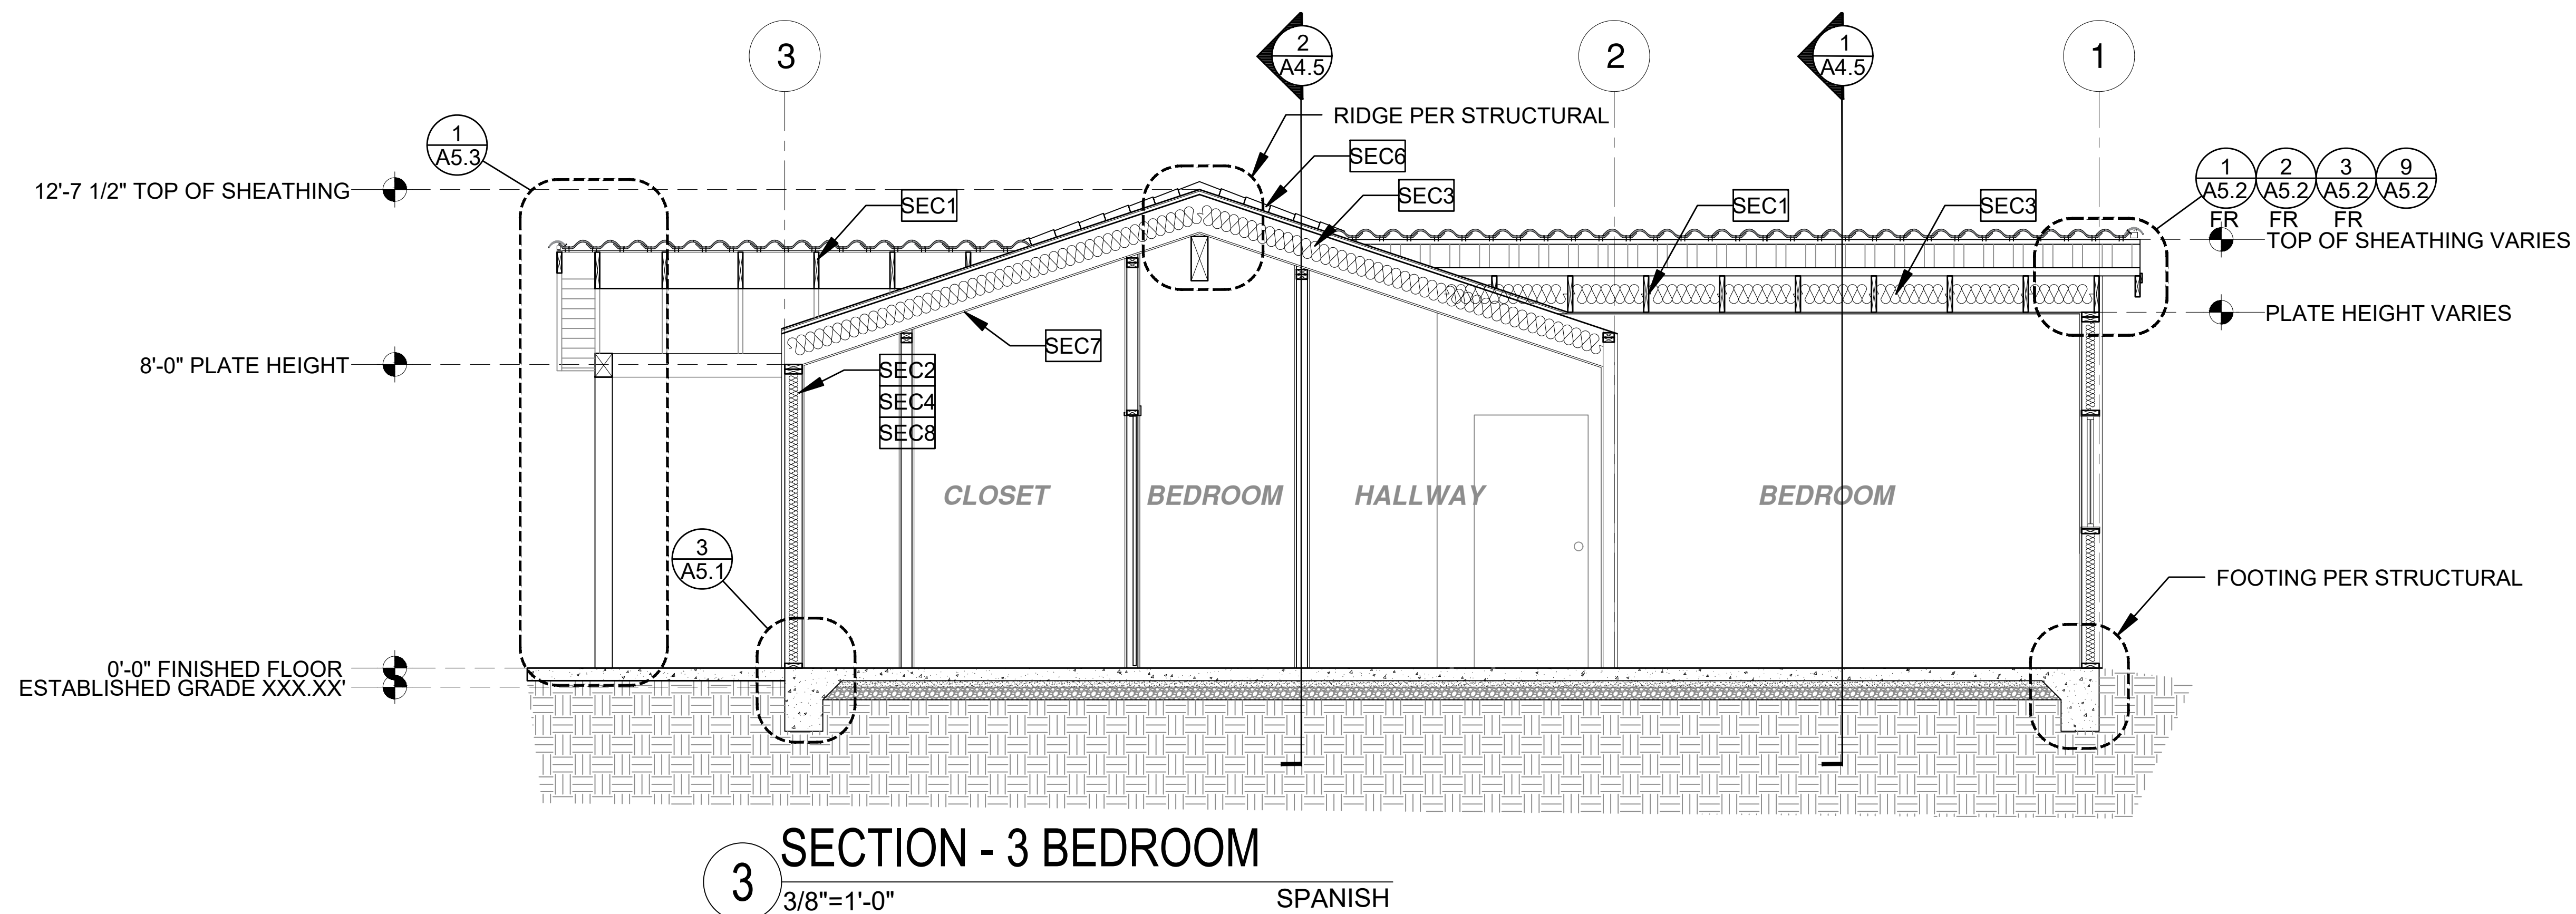 3
2
A4.5
2
1
A4.5
1
RIDGE PER STRUCTURAL
1
A5.3
SEC6
1
A5.2
FR
2
A5.2
FR
3
A5.2
FR
9
A5.2
12'-7 1/2" TOP OF SHEATHING
SEC1
SEC3
SEC1
SEC3
TOP OF SHEATHING VARIES
PLATE HEIGHT VARIES
SEC7
8'-0" PLATE HEIGHT
SEC2
SEC4
SEC8
CLOSET
BEDROOM
HALLWAY
BEDROOM
3
A5.1
FOOTING PER STRUCTURAL
0'-0" FINISHED FLOOR
ESTABLISHED GRADE XXX.XX'
3
SECTION - 3 BEDROOM
3/8"=1'-0"
SPANISH